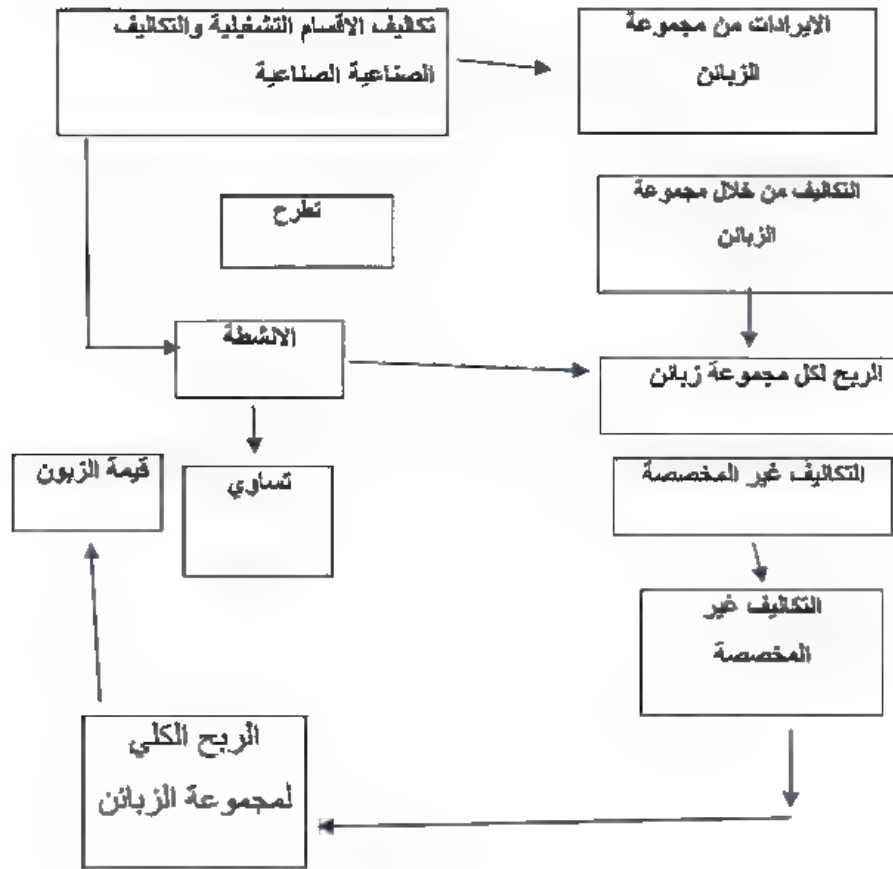 تكاليف الاقسام التشغيلية والتكاليف
الصناعية الصناعية
الايرادات من مجموعة
الزبائن
التكاليف من خلال مجموعة
الزبائن
تطرح
الانشطة
الربح لكل مجموعة زبائن
قيمة الزبون
تساوي
التكاليف غير المخصصة
التكاليف غير
المخصصة
الربح الكلي
لمجموعة الزبائن